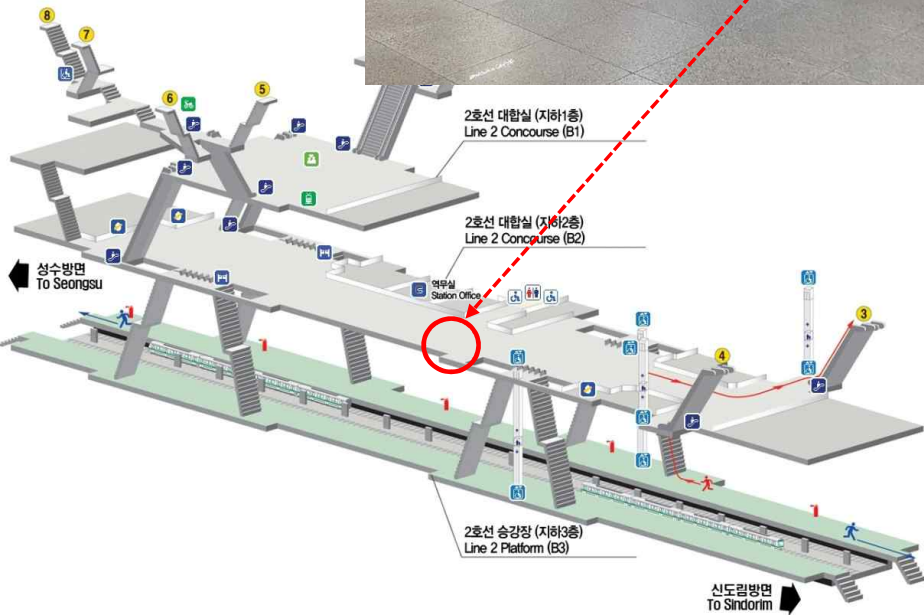 8
7
6
5
2호선 대합실 (지하1층)
Line 2 Concourse (B1)
2호선 대합실 (지하2층)
Line 2 Concourse (B2)
성수방면
To Seongsu
역무실
Station Office
3
4
2호선 승강장 (지하3층)
Line 2 Platform (B3)
신도림방면
To Sindorim